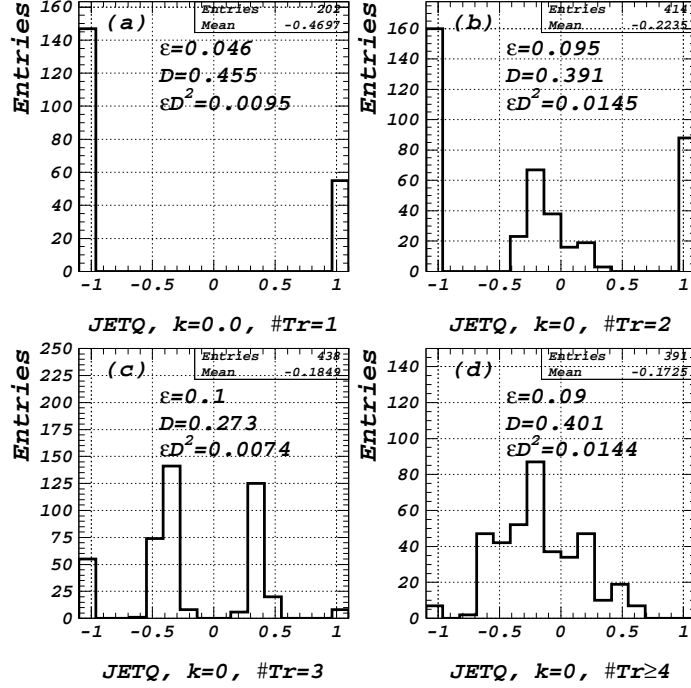 Entries 202
Mean -0.4697
(a)
ε=0.046
D=0.455
εD²=0.0095
Entries
160
140
120
100
80
60
40
20
0
-1 -0.5 0 0.5 1
JETQ, k=0.0, #Tr=1
Entries 414
Mean -0.2235
(b)
ε=0.095
D=0.391
εD²=0.0145
Entries
160
140
120
100
80
60
40
20
0
-1 -0.5 0 0.5 1
JETQ, k=0, #Tr=2
Entries 438
Mean -0.1849
(c)
ε=0.1
D=0.273
εD²=0.0074
Entries
250
225
200
175
150
125
100
75
50
25
0
-1 -0.5 0 0.5 1
JETQ, k=0, #Tr=3
Entries 391
Mean -0.1725
(d)
ε=0.09
D=0.401
εD²=0.0144
Entries
140
120
100
80
60
40
20
0
-1 -0.5 0 0.5 1
JETQ, k=0, #Tr≥4